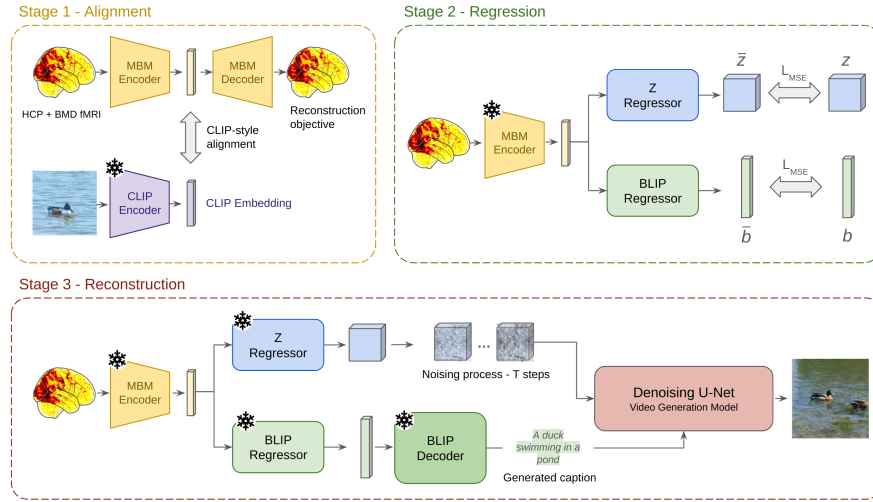 Stage 1 - Alignment
MBM
Encoder
MBM
Decoder
HCP + BMD fMRI
Reconstruction
objective
CLIP-style
alignment
CLIP
Encoder
CLIP Embedding
Stage 2 - Regression
MBM
Encoder
Z
Regressor
z̅
L_MSE
z
BLIP
Regressor
L_MSE
b̅
b
Stage 3 - Reconstruction
MBM
Encoder
Z
Regressor
...
Noising process - T steps
BLIP
Regressor
BLIP
Decoder
A duck
swimming in a
pond
Generated caption
Denoising U-Net
Video Generation Model